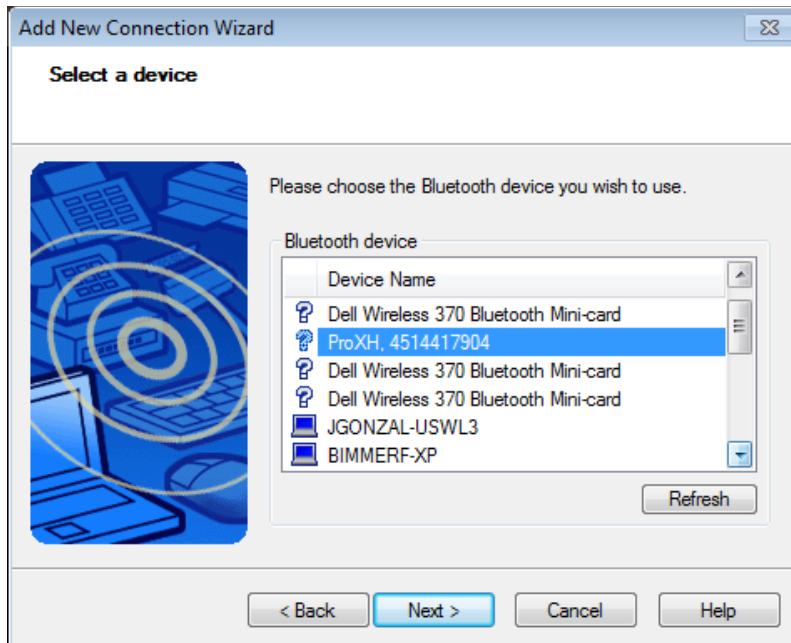 Add New Connection Wizard
Select a device
Please choose the Bluetooth device you wish to use.
Bluetooth device
Device Name
Dell Wireless 370 Bluetooth Mini-card
ProXH, 4514417904
Dell Wireless 370 Bluetooth Mini-card
Dell Wireless 370 Bluetooth Mini-card
JGONZAL-USWL3
BIMMERF-XP
Refresh
< Back Next > Cancel Help